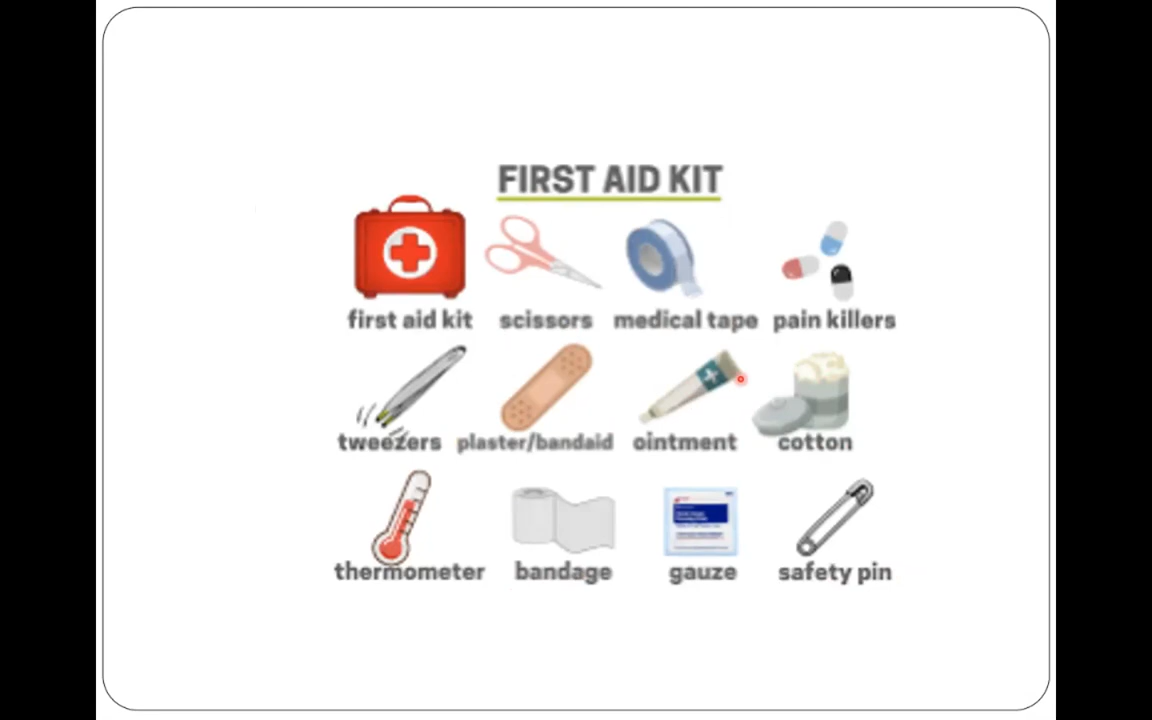 FIRST AID KIT
first aid kit scissors medical tape pain killers
tweezers plaster/bandaid ointment cotton
thermometer bandage gauze safety pin